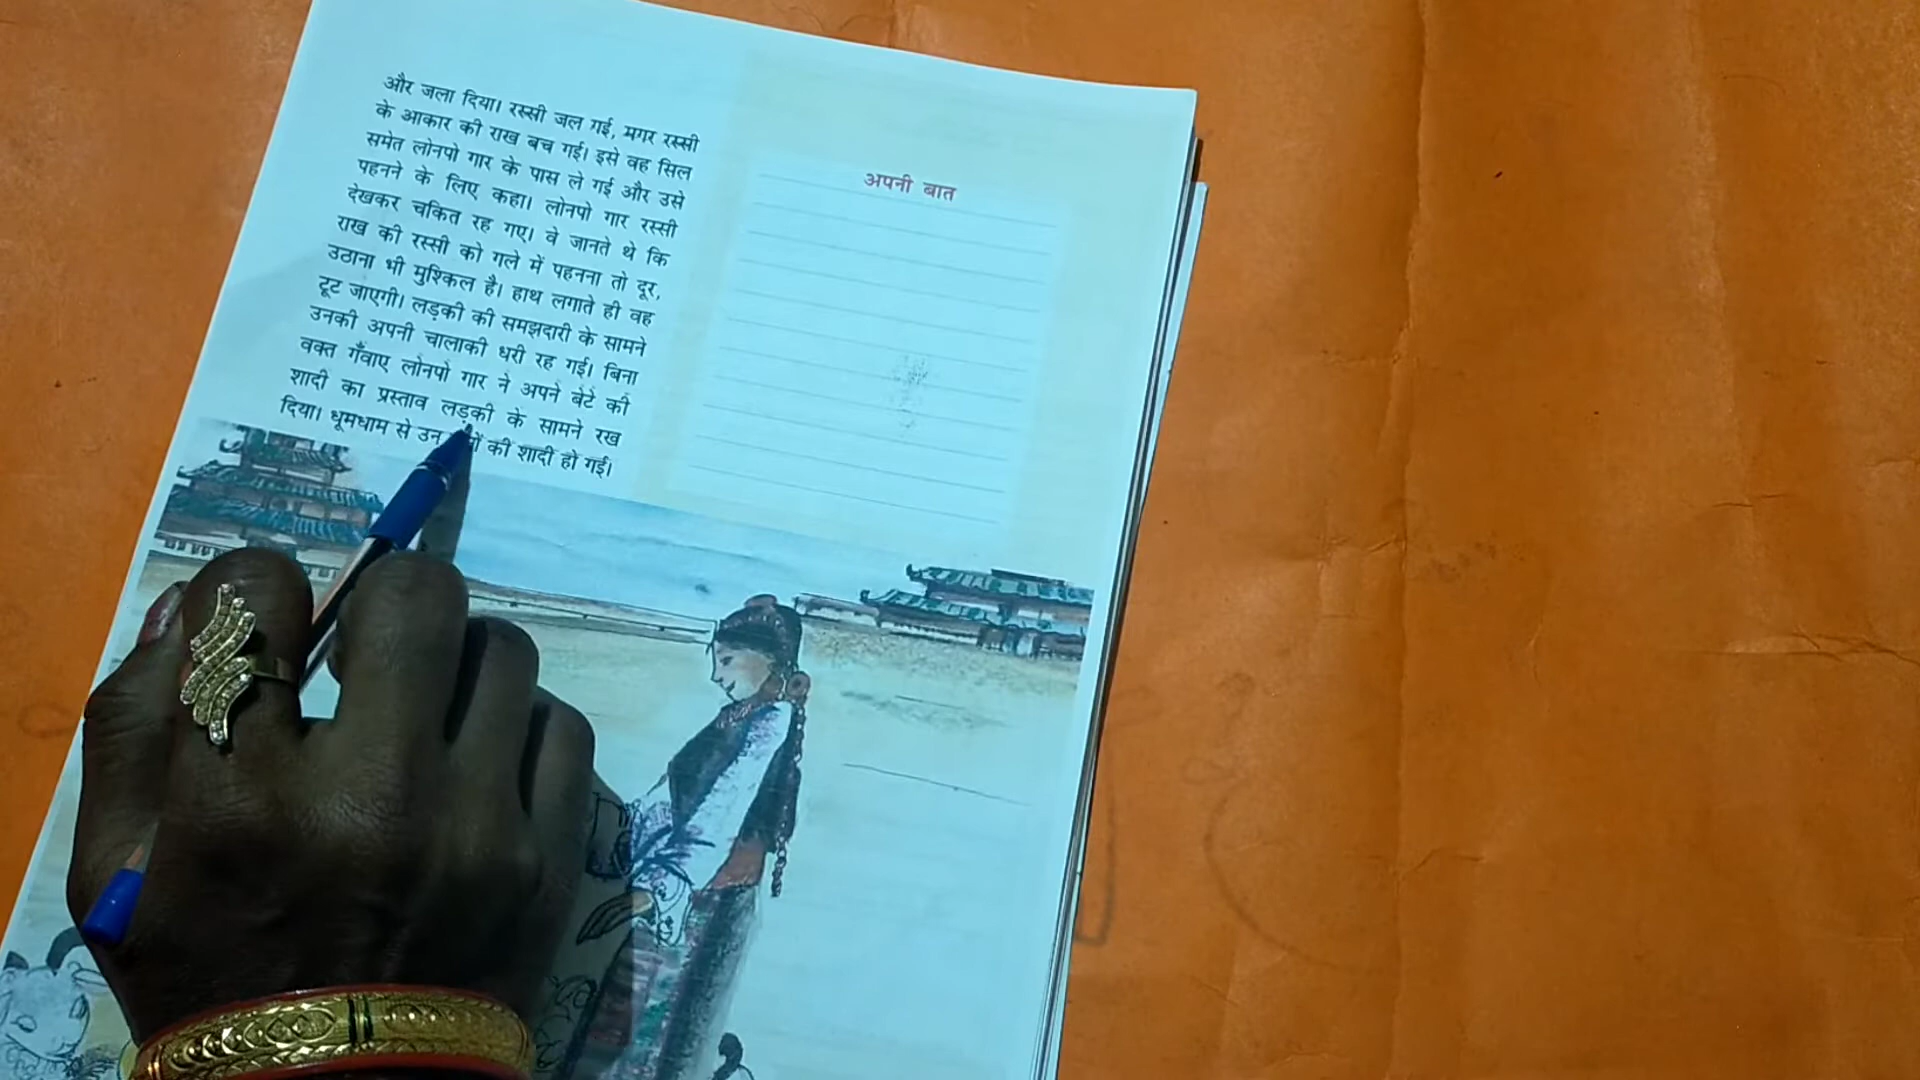 और जला दिया। रस्सी जल गई, मगर रस्सी
के आकार की राख बच गई। इसे वह सिल
समेत लोनपो गार के पास ले गई और उसे
पहनने के लिए कहा। लोनपो गार रस्सी
देखकर चकित रह गए। वे जानते थे कि
राख की रस्सी को गले में पहनना तो दूर,
उठाना भी मुश्किल है। हाथ लगाते ही वह
टूट जाएगी। लड़की की समझदारी के सामने
उनकी अपनी चालाकी धरी रह गई। बिना
वक्त गँवाए लोनपो गार ने अपने बेटे की
शादी का प्रस्ताव लड़की के सामने रख
दिया। धूमधाम से उन की शादी हो गई।
अपनी बात